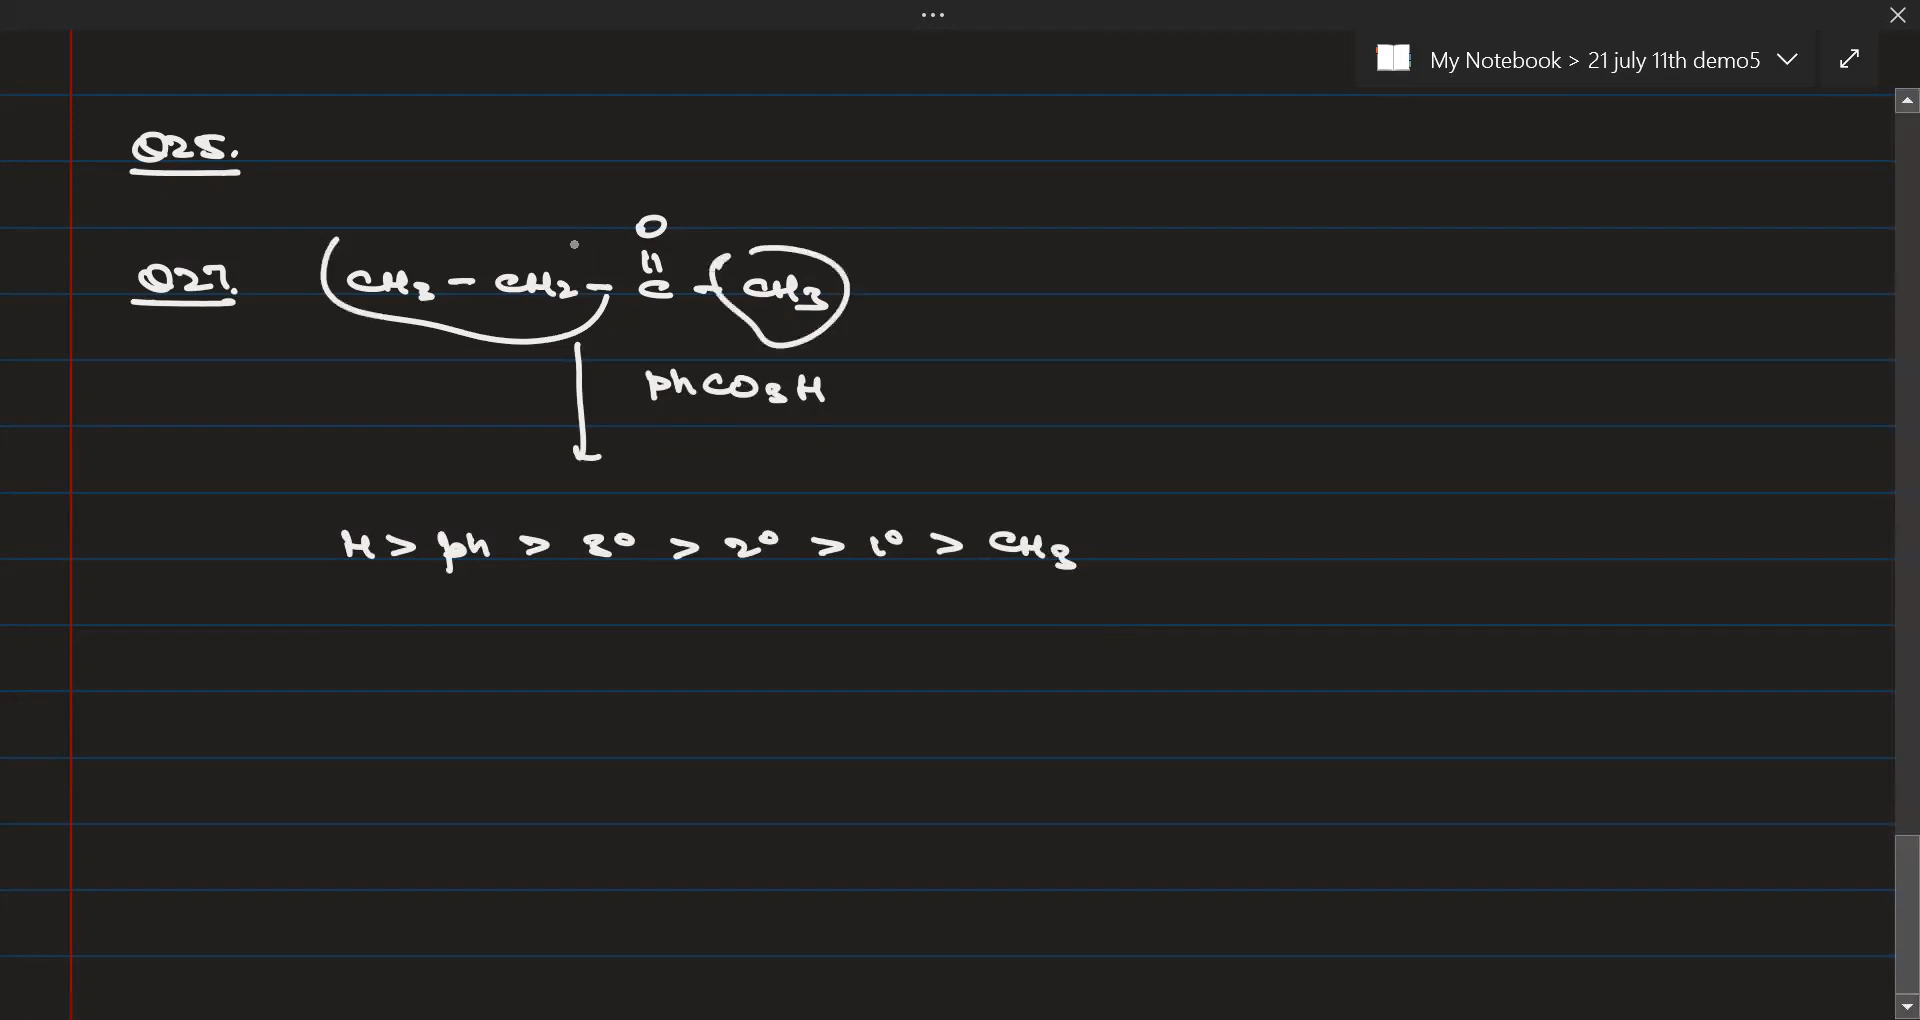 My Notebook > 21 july 11th demo5
Q25.
O
Q27. CH3 - CH2 - C - CH3
phCO3H
H > ph > 3° > 2° > 1° > CH3